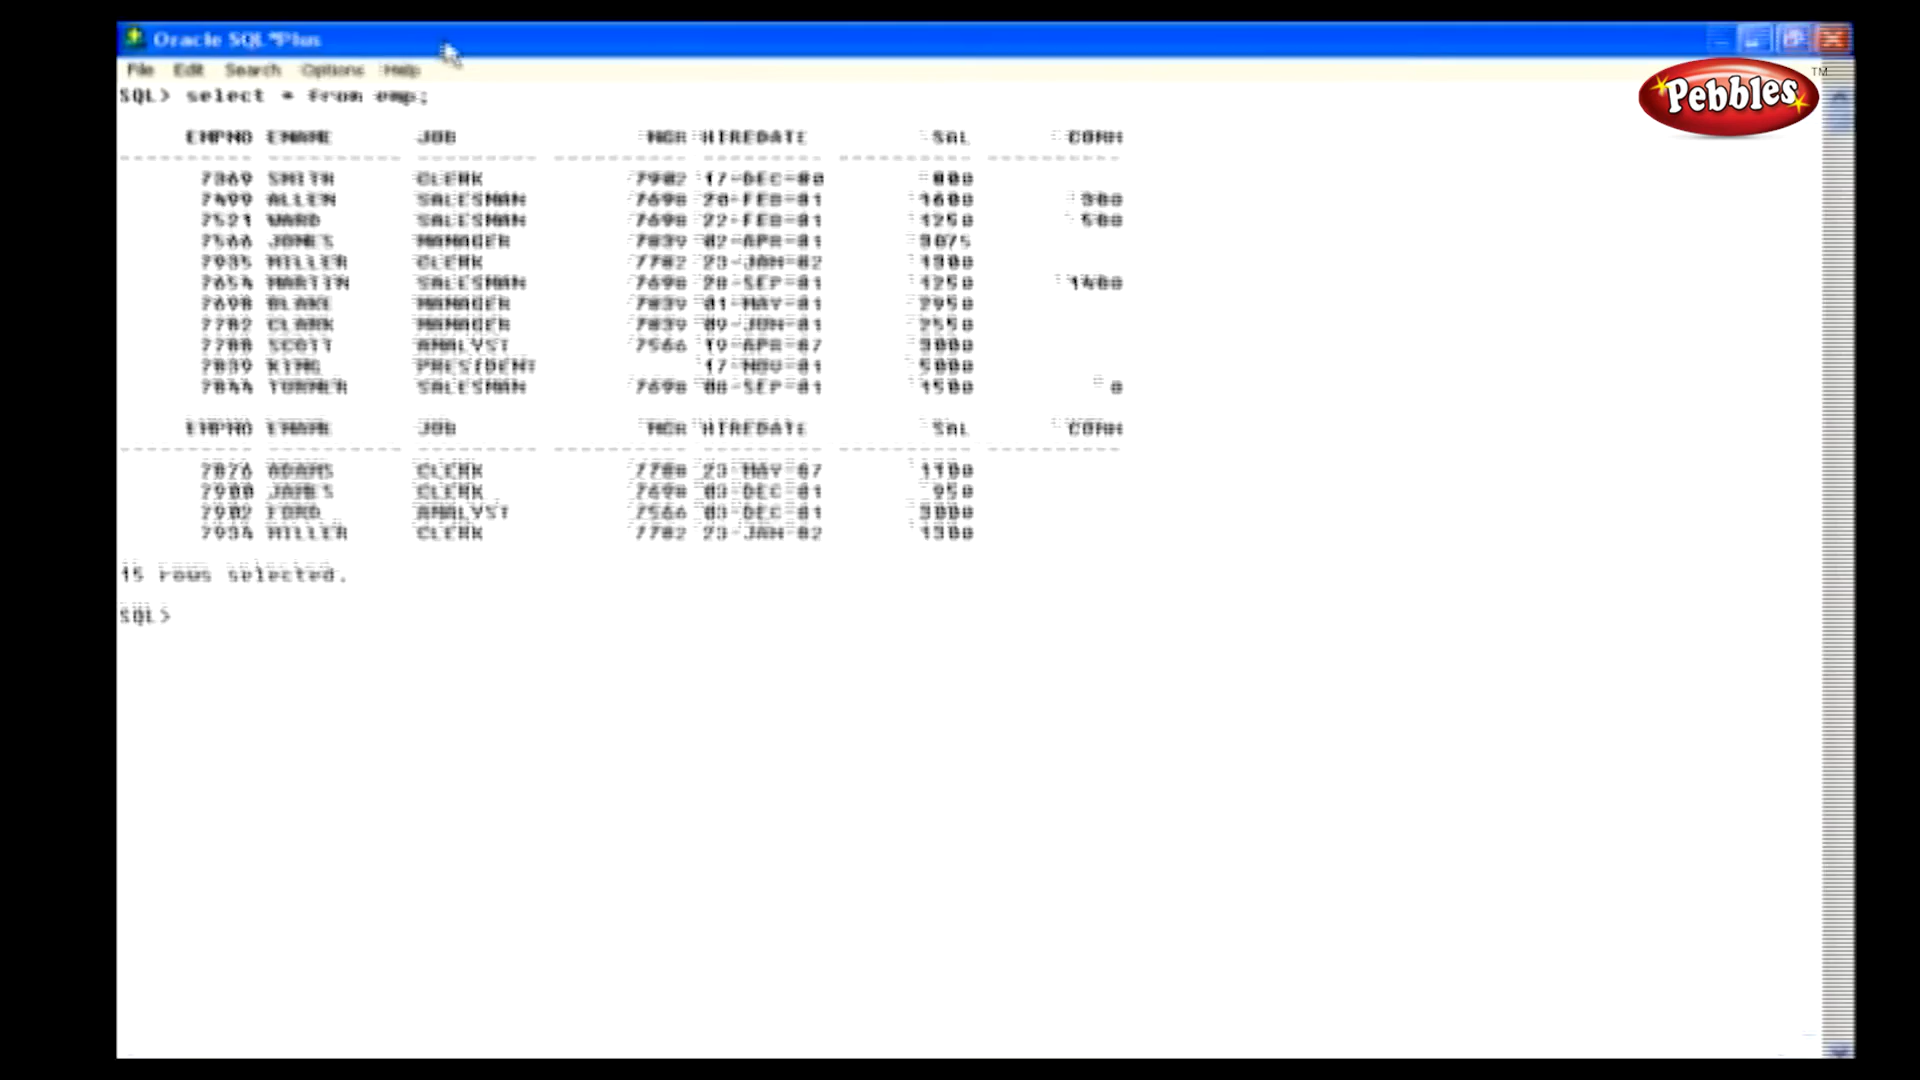 Oracle SQL*Plus
File Edit Search Options Help
Pebbles TM
SQL> select * from emp;
EMPNO ENAME JOB MGR HIREDATE SAL COMM
7369 SMITH CLERK 7902 17-DEC-80 800
7499 ALLEN SALESMAN 7698 20-FEB-81 1600 300
7521 WARD SALESMAN 7698 22-FEB-81 1250 500
7566 JONES MANAGER 7839 02-APR-81 3075
7935 MILLER CLERK 7782 23-JAN-82 1300
7654 MARTIN SALESMAN 7698 28-SEP-81 1250 1400
7698 BLAKE MANAGER 7839 01-MAY-81 2950
7782 CLARK MANAGER 7839 09-JUN-81 2550
7788 SCOTT ANALYST 7566 19-APR-87 3000
7839 KING PRESIDENT 17-NOV-81 5000
7844 TURNER SALESMAN 7698 08-SEP-81 1500 0
EMPNO ENAME JOB MGR HIREDATE SAL COMM
7876 ADAMS CLERK 7788 23-MAY-87 1100
7900 JAMES CLERK 7698 03-DEC-81 950
7902 FORD ANALYST 7566 03-DEC-81 3000
7934 MILLER CLERK 7782 23-JAN-82 1300
15 rows selected.
SQL>